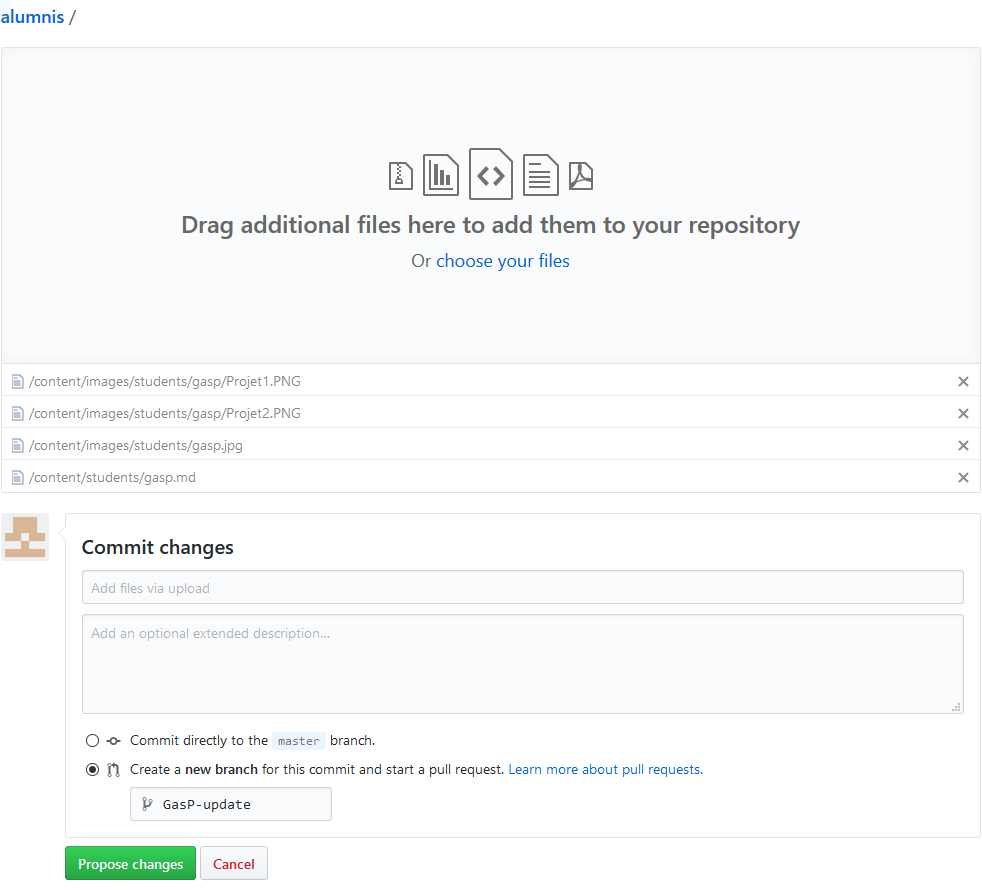 alumnis /
Drag additional files here to add them to your repository
Or choose your files
/content/images/students/gasp/Projet1.PNG
/content/images/students/gasp/Projet2.PNG
/content/images/students/gasp.jpg
/content/students/gasp.md
Commit changes
Add files via upload
Add an optional extended description...
Commit directly to the master branch.
Create a new branch for this commit and start a pull request. Learn more about pull requests.
GasP-update
Propose changes Cancel